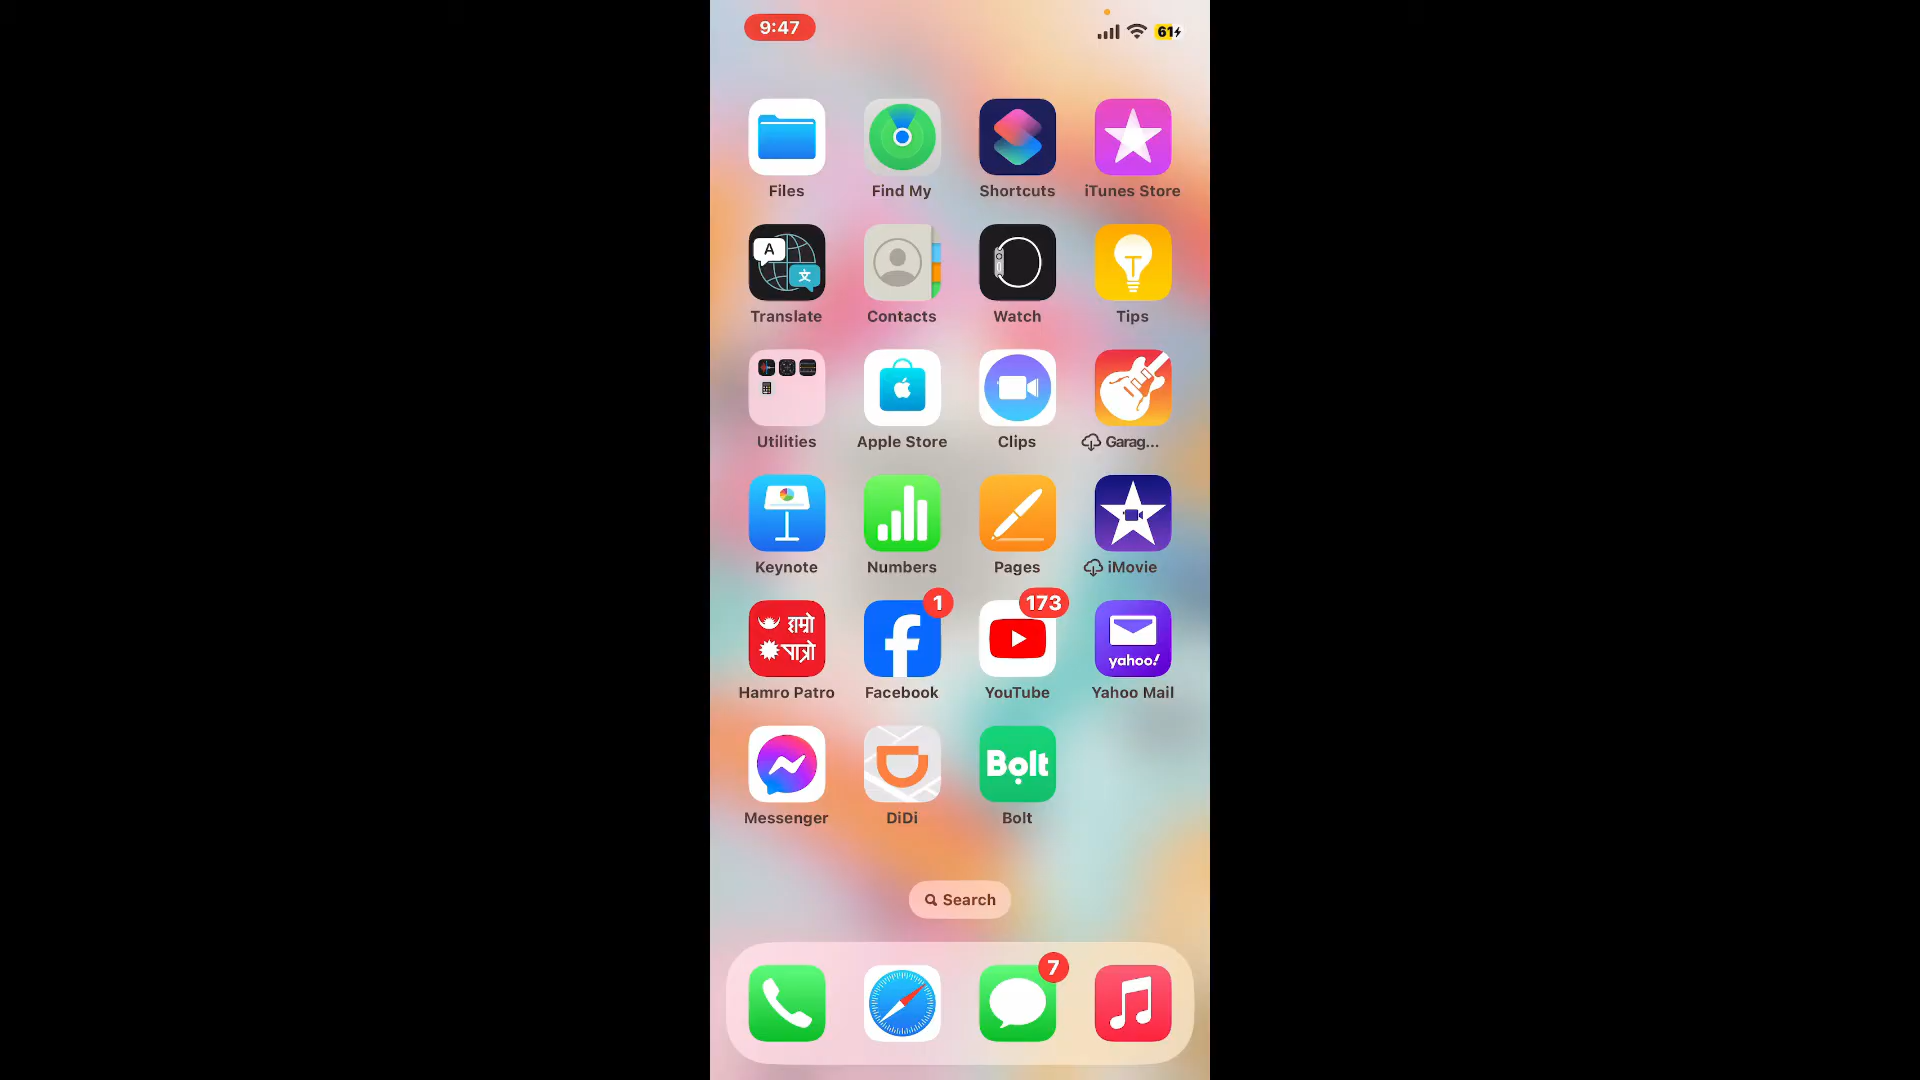 9:47
61
Files Find My Shortcuts iTunes Store
A
文
T
Translate Contacts Watch Tips
Utilities Apple Store Clips Garag...
Keynote Numbers Pages iMovie
1
173
हाम्रो
पात्रो
yahoo!
Hamro Patro Facebook YouTube Yahoo Mail
Bolt
Messenger DiDi Bolt
Search
7